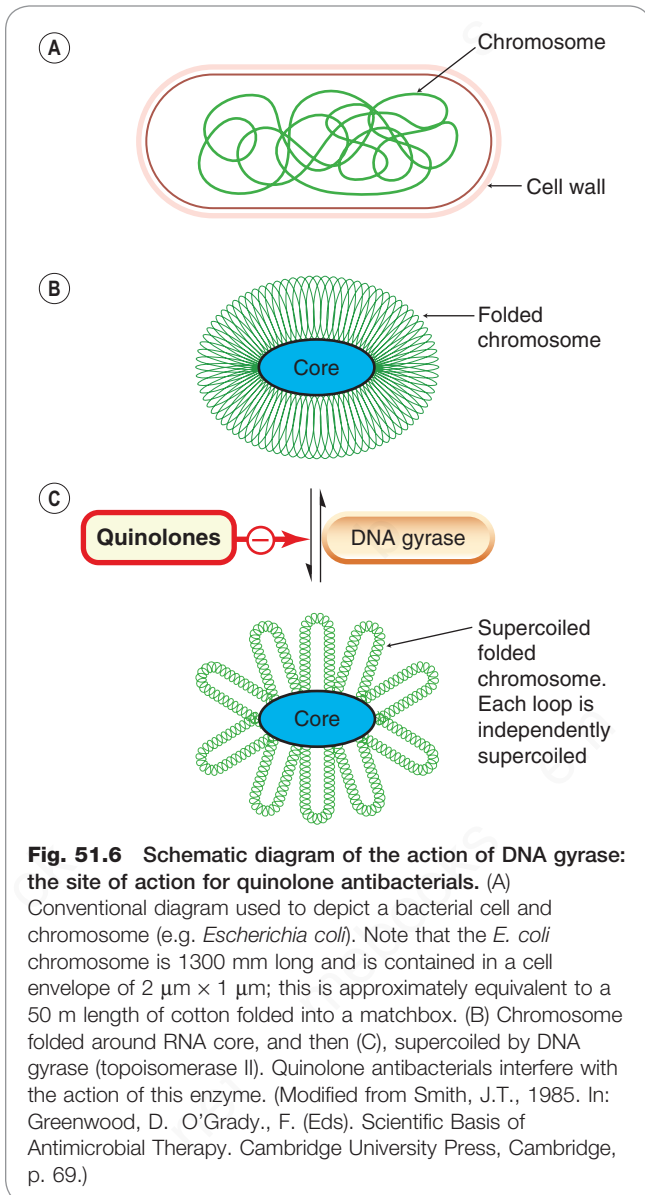 A
Chromosome
Cell wall
B
Folded
chromosome
Core
C
Quinolones
−
DNA gyrase
Supercoiled
folded
chromosome.
Each loop is
independently
supercoiled
Core
Fig. 51.6 Schematic diagram of the action of DNA gyrase:
the site of action for quinolone antibacterials. (A)
Conventional diagram used to depict a bacterial cell and
chromosome (e.g. Escherichia coli). Note that the E. coli
chromosome is 1300 mm long and is contained in a cell
envelope of 2 μm × 1 μm; this is approximately equivalent to a
50 m length of cotton folded into a matchbox. (B) Chromosome
folded around RNA core, and then (C), supercoiled by DNA
gyrase (topoisomerase II). Quinolone antibacterials interfere with
the action of this enzyme. (Modified from Smith, J.T., 1985. In:
Greenwood, D. O'Grady., F. (Eds). Scientific Basis of
Antimicrobial Therapy. Cambridge University Press, Cambridge,
p. 69.)